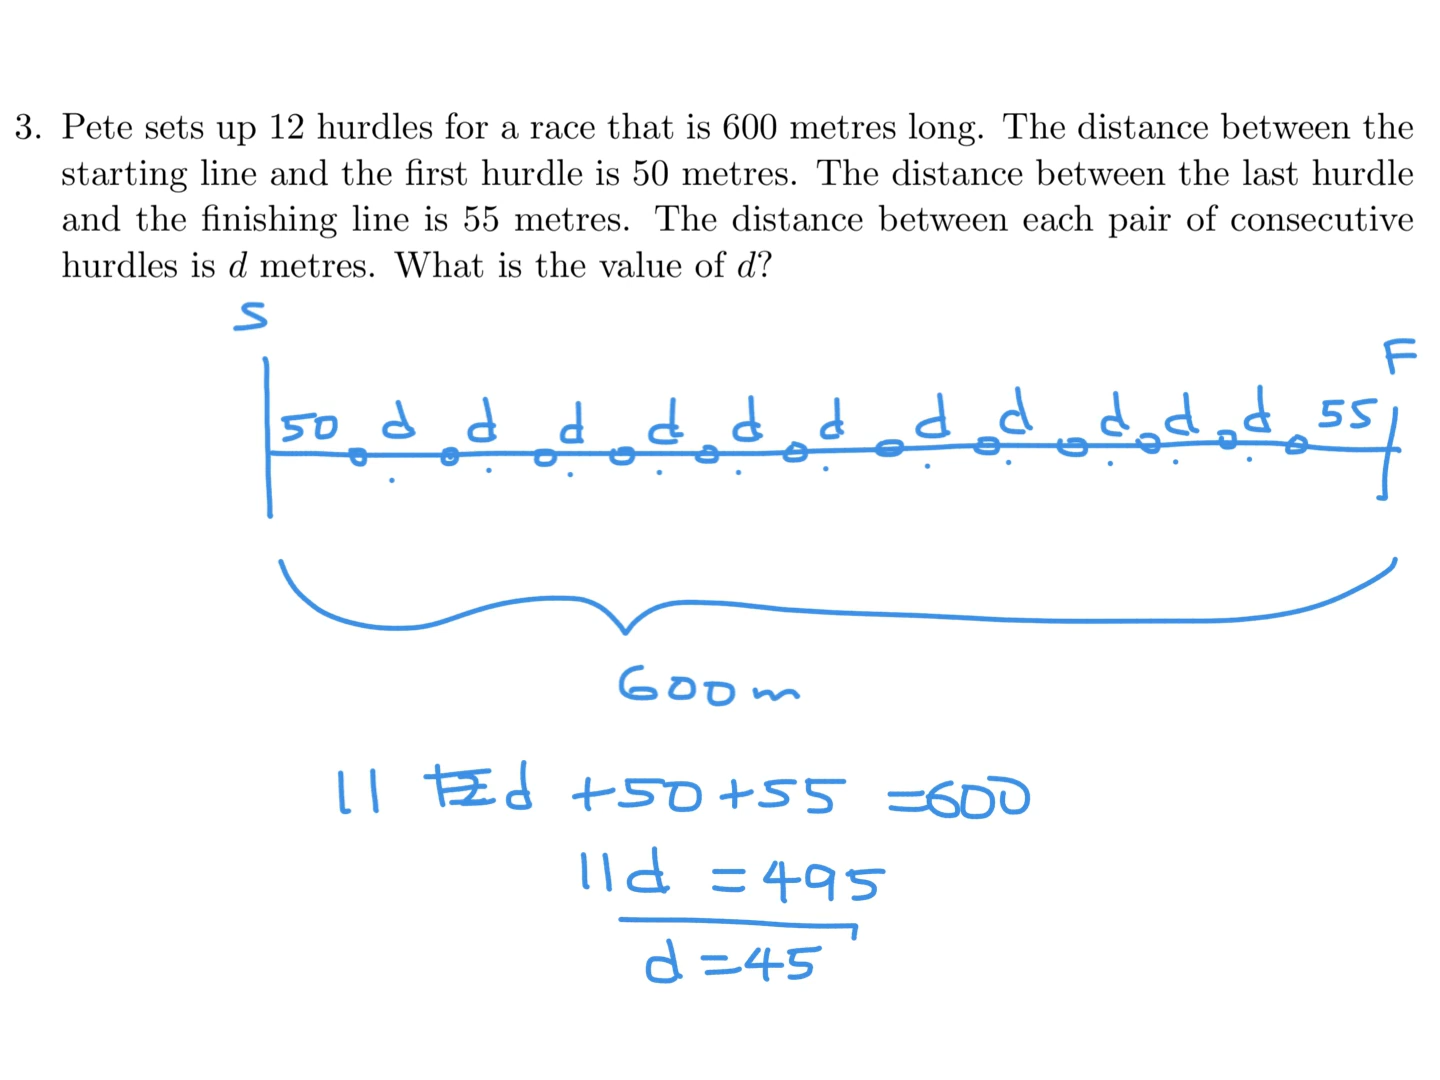 3. Pete sets up 12 hurdles for a race that is 600 metres long. The distance between the
starting line and the first hurdle is 50 metres. The distance between the last hurdle
and the finishing line is 55 metres. The distance between each pair of consecutive
hurdles is d metres. What is the value of d?
S
F
50 d d d d d d d d d d d 55
600 m
11 12d +50+55 =600
11d = 495
d = 45